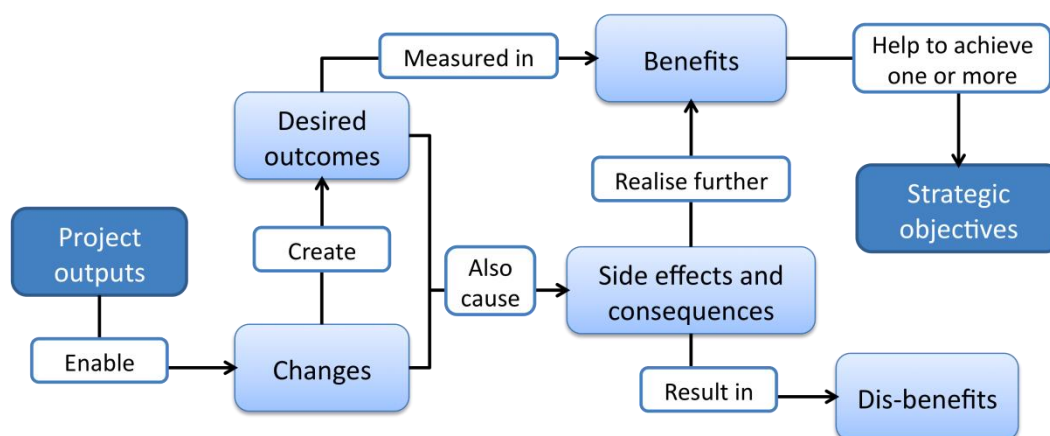 Measured in
Benefits
Help to achieve
one or more
Desired
outcomes
Realise further
Strategic
objectives
Project
outputs
Create
Also
cause
Side effects and
consequences
Enable
Changes
Result in
Dis-benefits